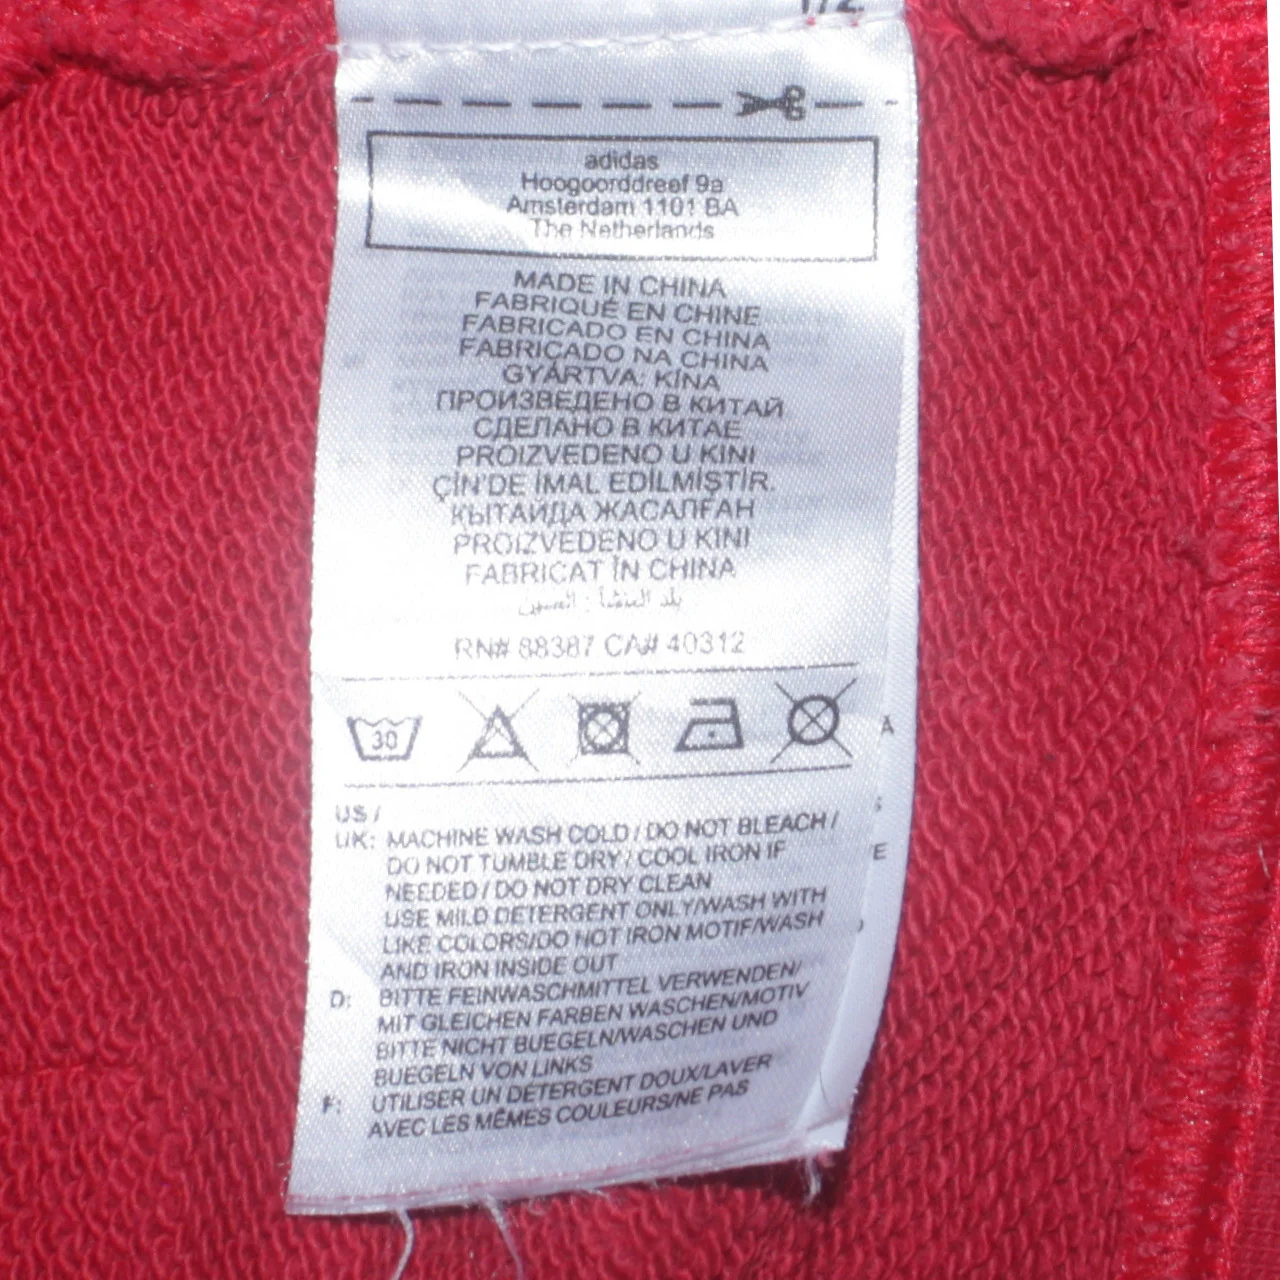 1/2
adidas
Hoogoorddreef 9a
Amsterdam 1101 BA
The Netherlands
MADE IN CHINA
FABRIQUÉ EN CHINE
FABRICADO EN CHINA
FABRICADO NA CHINA
GYÁRTVA: KÍNA
ПРОИЗВЕДЕНО В КИТАЙ
СДЕЛАНО В КИТАЕ
PROIZVEDENO U KINI
ÇİN'DE İMAL EDİLMİŞTİR.
КЫТАЙДА ЖАСАЛҒАН
PROIZVEDENO U KINI
FABRICAT ÎN CHINA
بلد المنشأ: الصين
RN# 88387 CA# 40312
30
US /
UK: MACHINE WASH COLD / DO NOT BLEACH /
DO NOT TUMBLE DRY / COOL IRON IF
NEEDED / DO NOT DRY CLEAN
USE MILD DETERGENT ONLY/WASH WITH
LIKE COLORS/DO NOT IRON MOTIF/WASH
AND IRON INSIDE OUT
D: BITTE FEINWASCHMITTEL VERWENDEN/
MIT GLEICHEN FARBEN WASCHEN/MOTIV
BITTE NICHT BUEGELN/WASCHEN UND
BUEGELN VON LINKS
F: UTILISER UN DÉTERGENT DOUX/LAVER
AVEC LES MÊMES COULEURS/NE PAS